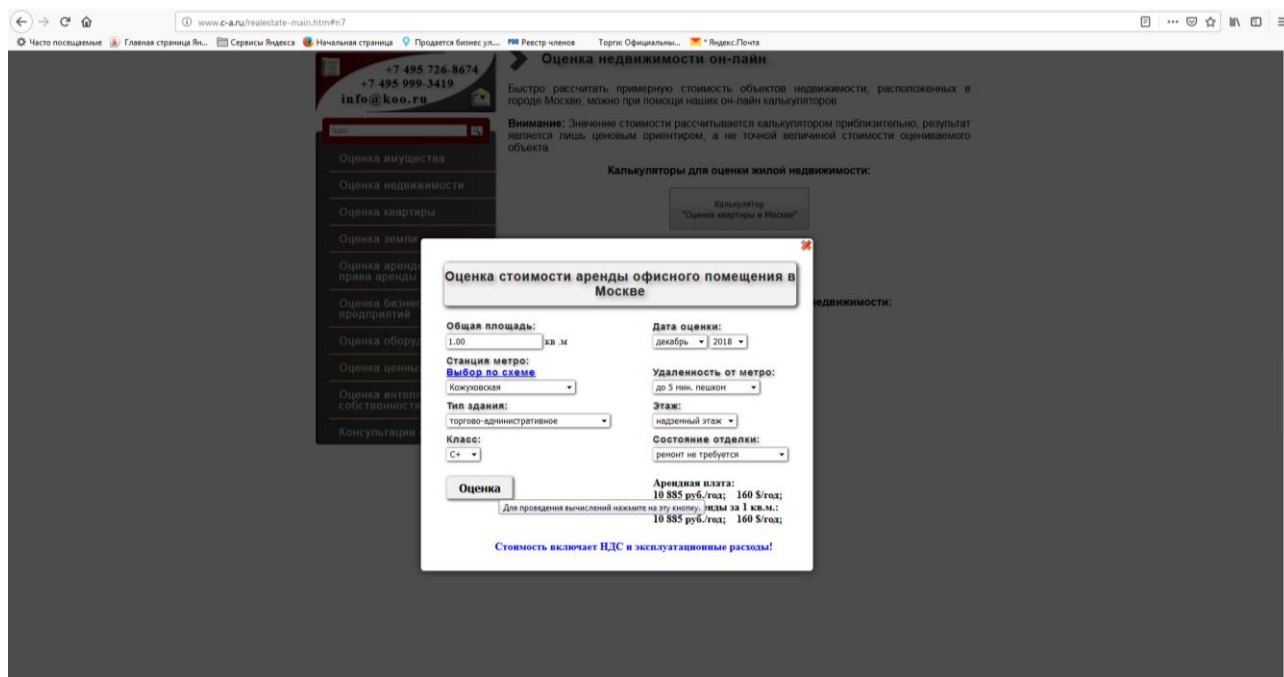 www.c-a.ru/realestate-main.htm#n7
Часто посещаемые
Главная страница Ян...
Сервисы Яндекса
Начальная страница
Продается бизнес ул...
Реестр членов
Торги: Официальны...
* Яндекс.Почта
+7 495 726-8674
+7 495 999-3419
info@koo.ru
Оценка имущества
Оценка недвижимости
Оценка квартиры
Оценка земли
Оценка аренд
права аренды
Оценка бизнес
предприятий
Оценка оборуд
Оценка ценны
Оценка интелл
собственности
Консультации
Оценка недвижимости он-лайн
Быстро рассчитать примерную стоимость объектов недвижимости, расположенных в
городе Москве, можно при помощи наших он-лайн калькуляторов.
Внимание: Значение стоимости рассчитывается калькулятором приблизительно, результат
является лишь ценовым ориентиром, а не точной величиной стоимости оцениваемого
объекта.
Калькуляторы для оценки жилой недвижимости:
Калькулятор
"Оценка квартиры в Москве"
едвижимости:
Оценка стоимости аренды офисного помещения в
Москве
Общая площадь:
1.00 кв .м
Дата оценки:
декабрь 2018
Станция метро:
Выбор по схеме
Кожуховская
Удаленность от метро:
до 5 мин. пешком
Тип здания:
торгово-административное
Этаж:
надземный этаж
Класс:
C+
Состояние отделки:
ремонт не требуется
Оценка
Для проведения вычислений нажмите на эту кнопку.
Арендная плата:
10 885 руб./год; 160 $/год;
нды за 1 кв.м.:
10 885 руб./год; 160 $/год;
Стоимость включает НДС и эксплуатационные расходы!